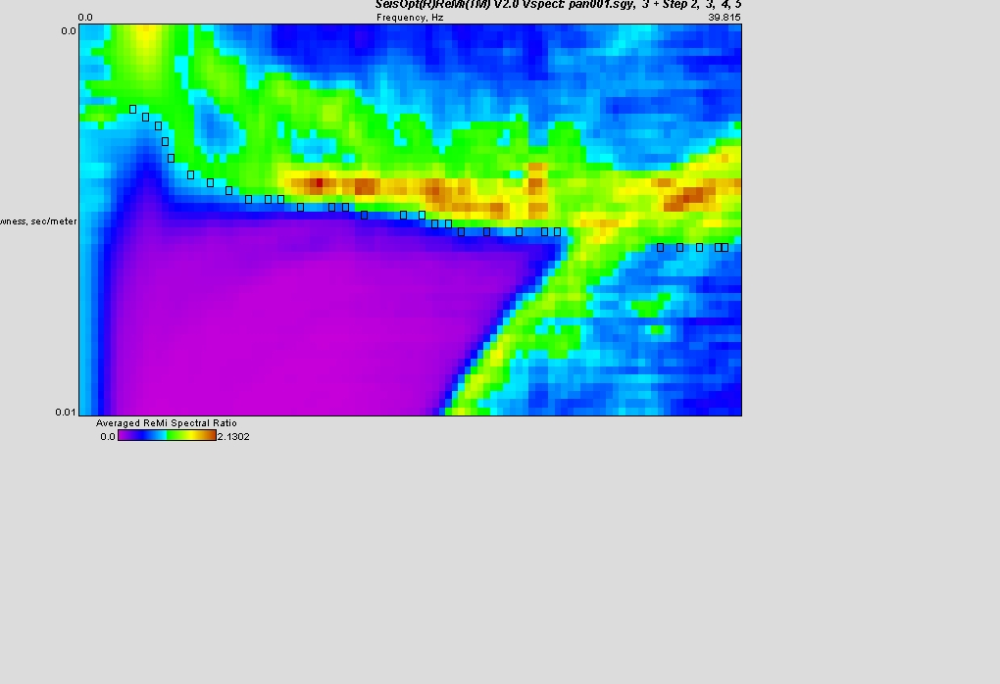 SeisOpt(R)ReMi(TM) V2.0 Vspect: pan001.sgy, 3 + Step 2, 3, 4, 5
0.0 Frequency, Hz 39.815
0.0
wness, sec/meter
0.01
Averaged ReMi Spectral Ratio
0.0 2.1302